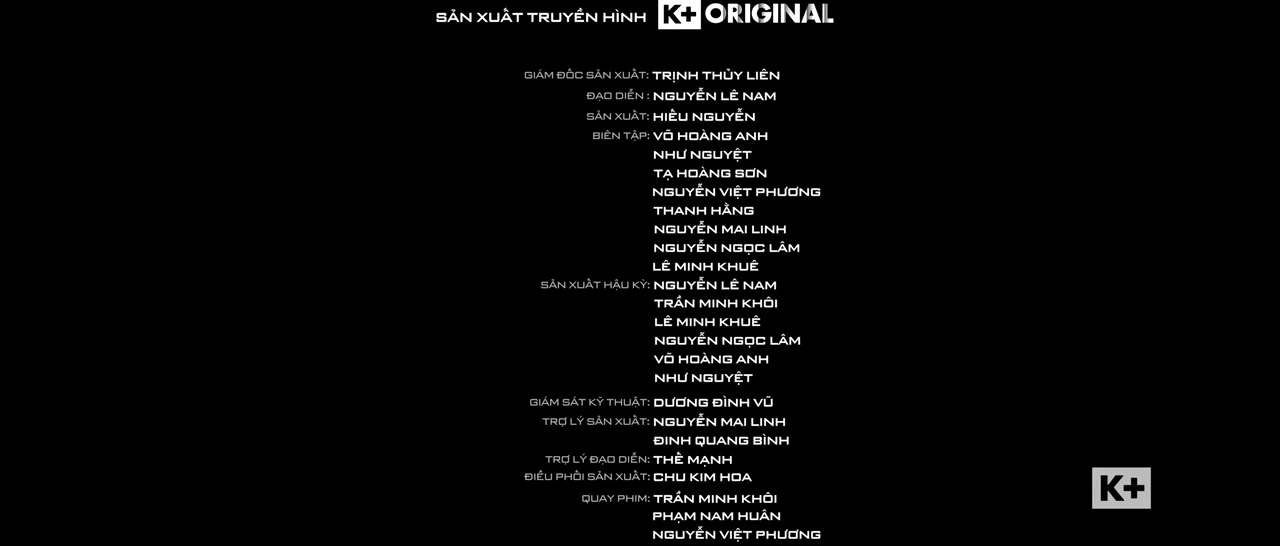 SẢN XUẤT TRUYỀN HÌNH K+ ORIGINAL
GIÁM ĐỐC SẢN XUẤT: TRỊNH THỦY LIÊN
ĐẠO DIỄN : NGUYỄN LÊ NAM
SẢN XUẤT: HIẾU NGUYỄN
BIÊN TẬP: VÕ HOÀNG ANH
NHƯ NGUYỆT
TẠ HOÀNG SƠN
NGUYỄN VIỆT PHƯƠNG
THANH HẰNG
NGUYỄN MAI LINH
NGUYỄN NGỌC LÂM
LÊ MINH KHUÊ
SẢN XUẤT HẬU KỲ: NGUYỄN LÊ NAM
TRẦN MINH KHÔI
LÊ MINH KHUÊ
NGUYỄN NGỌC LÂM
VÕ HOÀNG ANH
NHƯ NGUYỆT
GIÁM SÁT KỸ THUẬT: DƯƠNG ĐÌNH VŨ
TRỢ LÝ SẢN XUẤT: NGUYỄN MAI LINH
ĐINH QUANG BÌNH
TRỢ LÝ ĐẠO DIỄN: THẾ MẠNH
ĐIỀU PHỐI SẢN XUẤT: CHU KIM HOA
QUAY PHIM: TRẦN MINH KHÔI
PHẠM NAM HUÂN
NGUYỄN VIỆT PHƯƠNG
K+